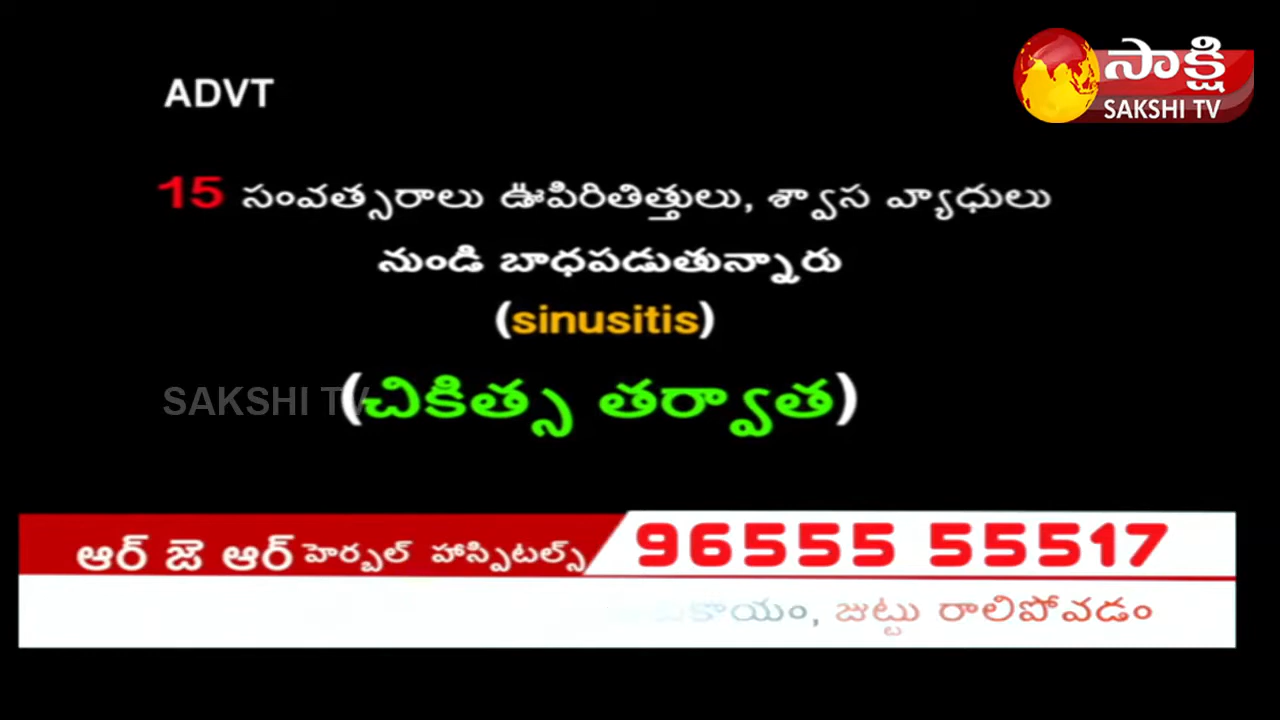 ADVT
సాక్షి
SAKSHI TV
15 సంవత్సరాలు ఊపిరితిత్తులు, శ్వాస వ్యాధులు
నుండి బాధపడుతున్నారు
(sinusitis)
SAKSHI TV
(చికిత్స తర్వాత)
ఆర్ జె ఆర్ హెర్బల్ హాస్పిటల్స్
96555 55517
జుట్టు రాలిపోవడం